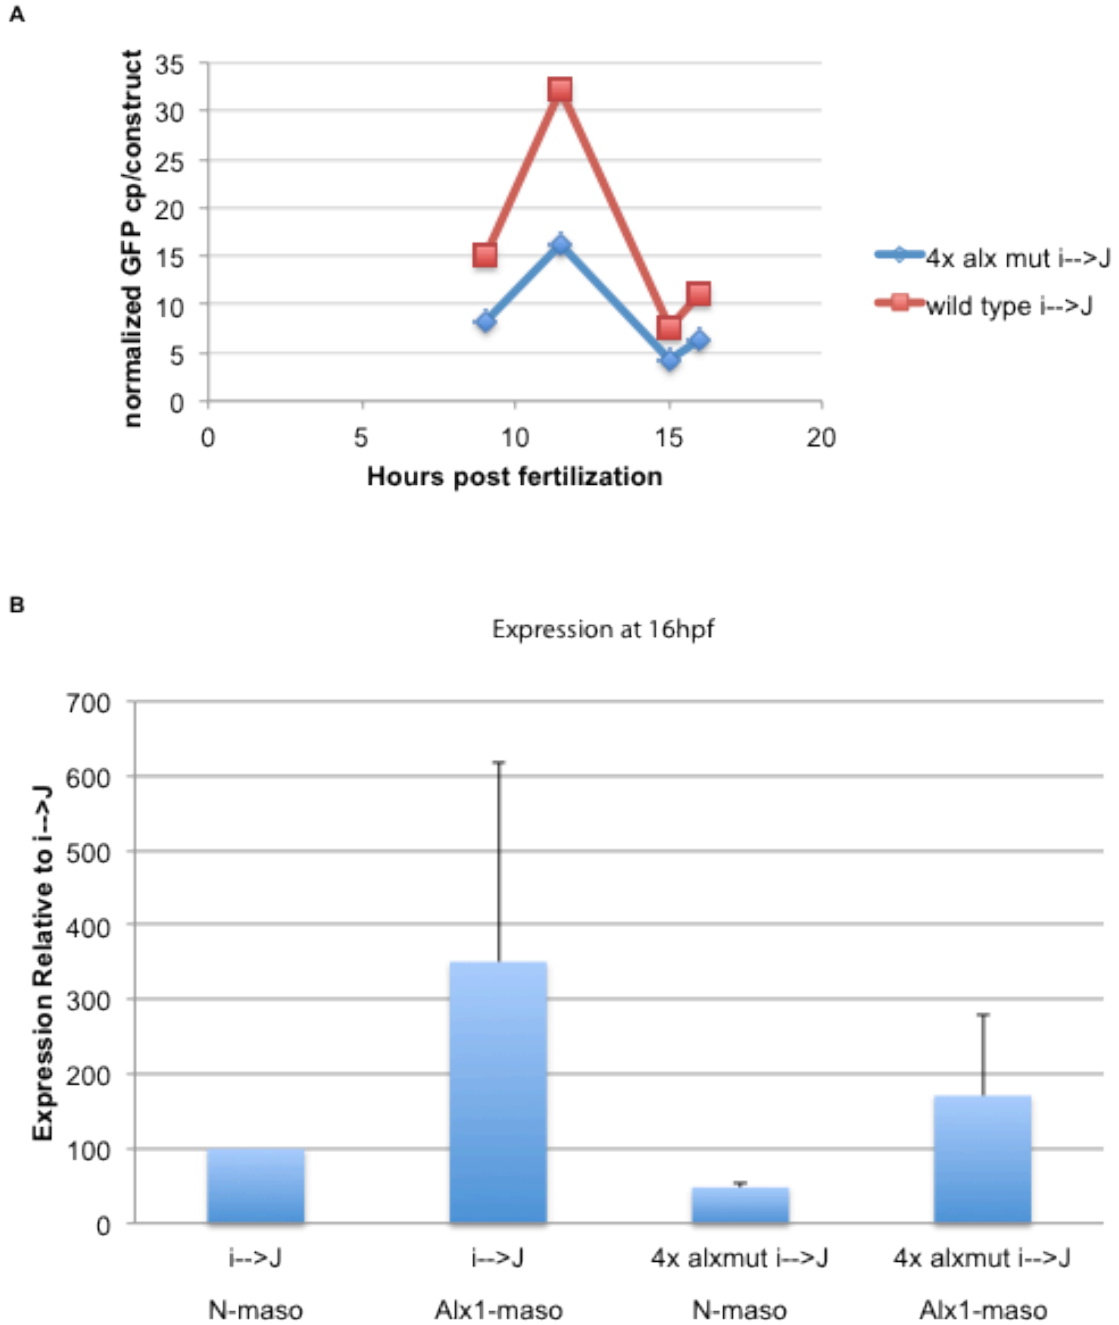 A
normalized GFP cp/construct
35
30
25
20
15
10
5
0
0 5 10 15 20
Hours post fertilization
4x alx mut i-->J
wild type i-->J
B
Expression at 16hpf
Expression Relative to i-->J
700
600
500
400
300
200
100
0
i-->J i-->J 4x alxmut i-->J 4x alxmut i-->J
N-maso Alx1-maso N-maso Alx1-maso